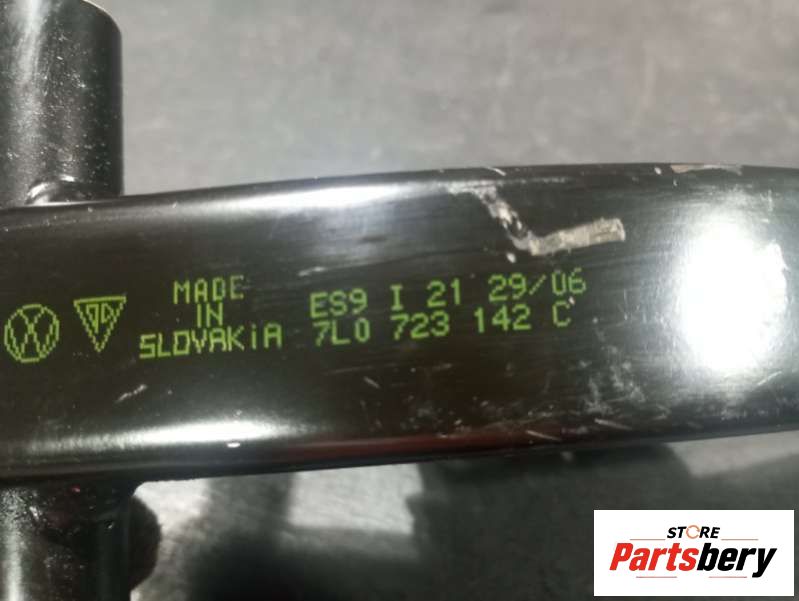 MADE
IN
SLOVAKiA
ES9 I 21 29/06
7L0 723 142 C
STORE
Partsbery